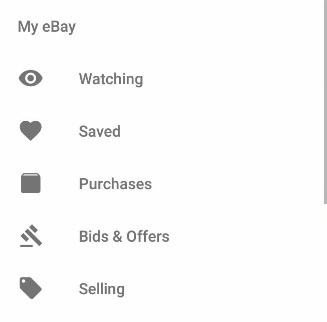 My eBay
Watching
Saved
Purchases
Bids & Offers
Selling